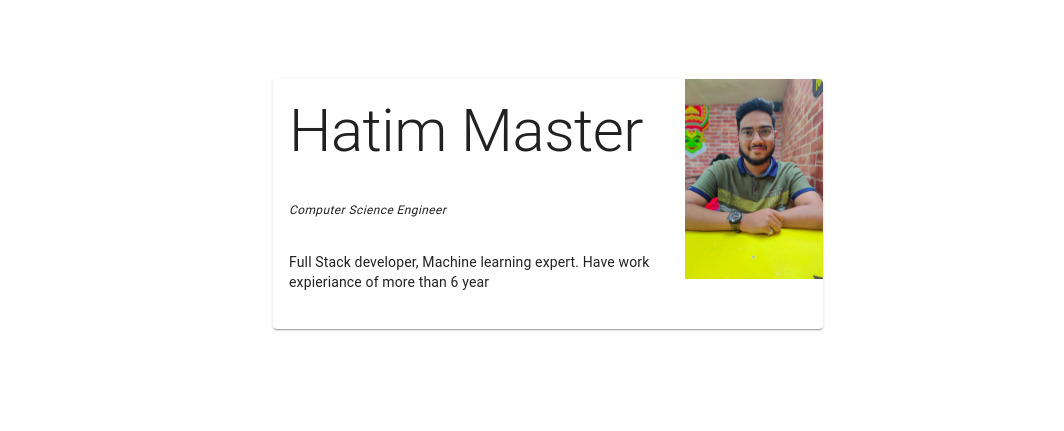 Hatim Master
Computer Science Engineer
Full Stack developer, Machine learning expert. Have work
expieriance of more than 6 year